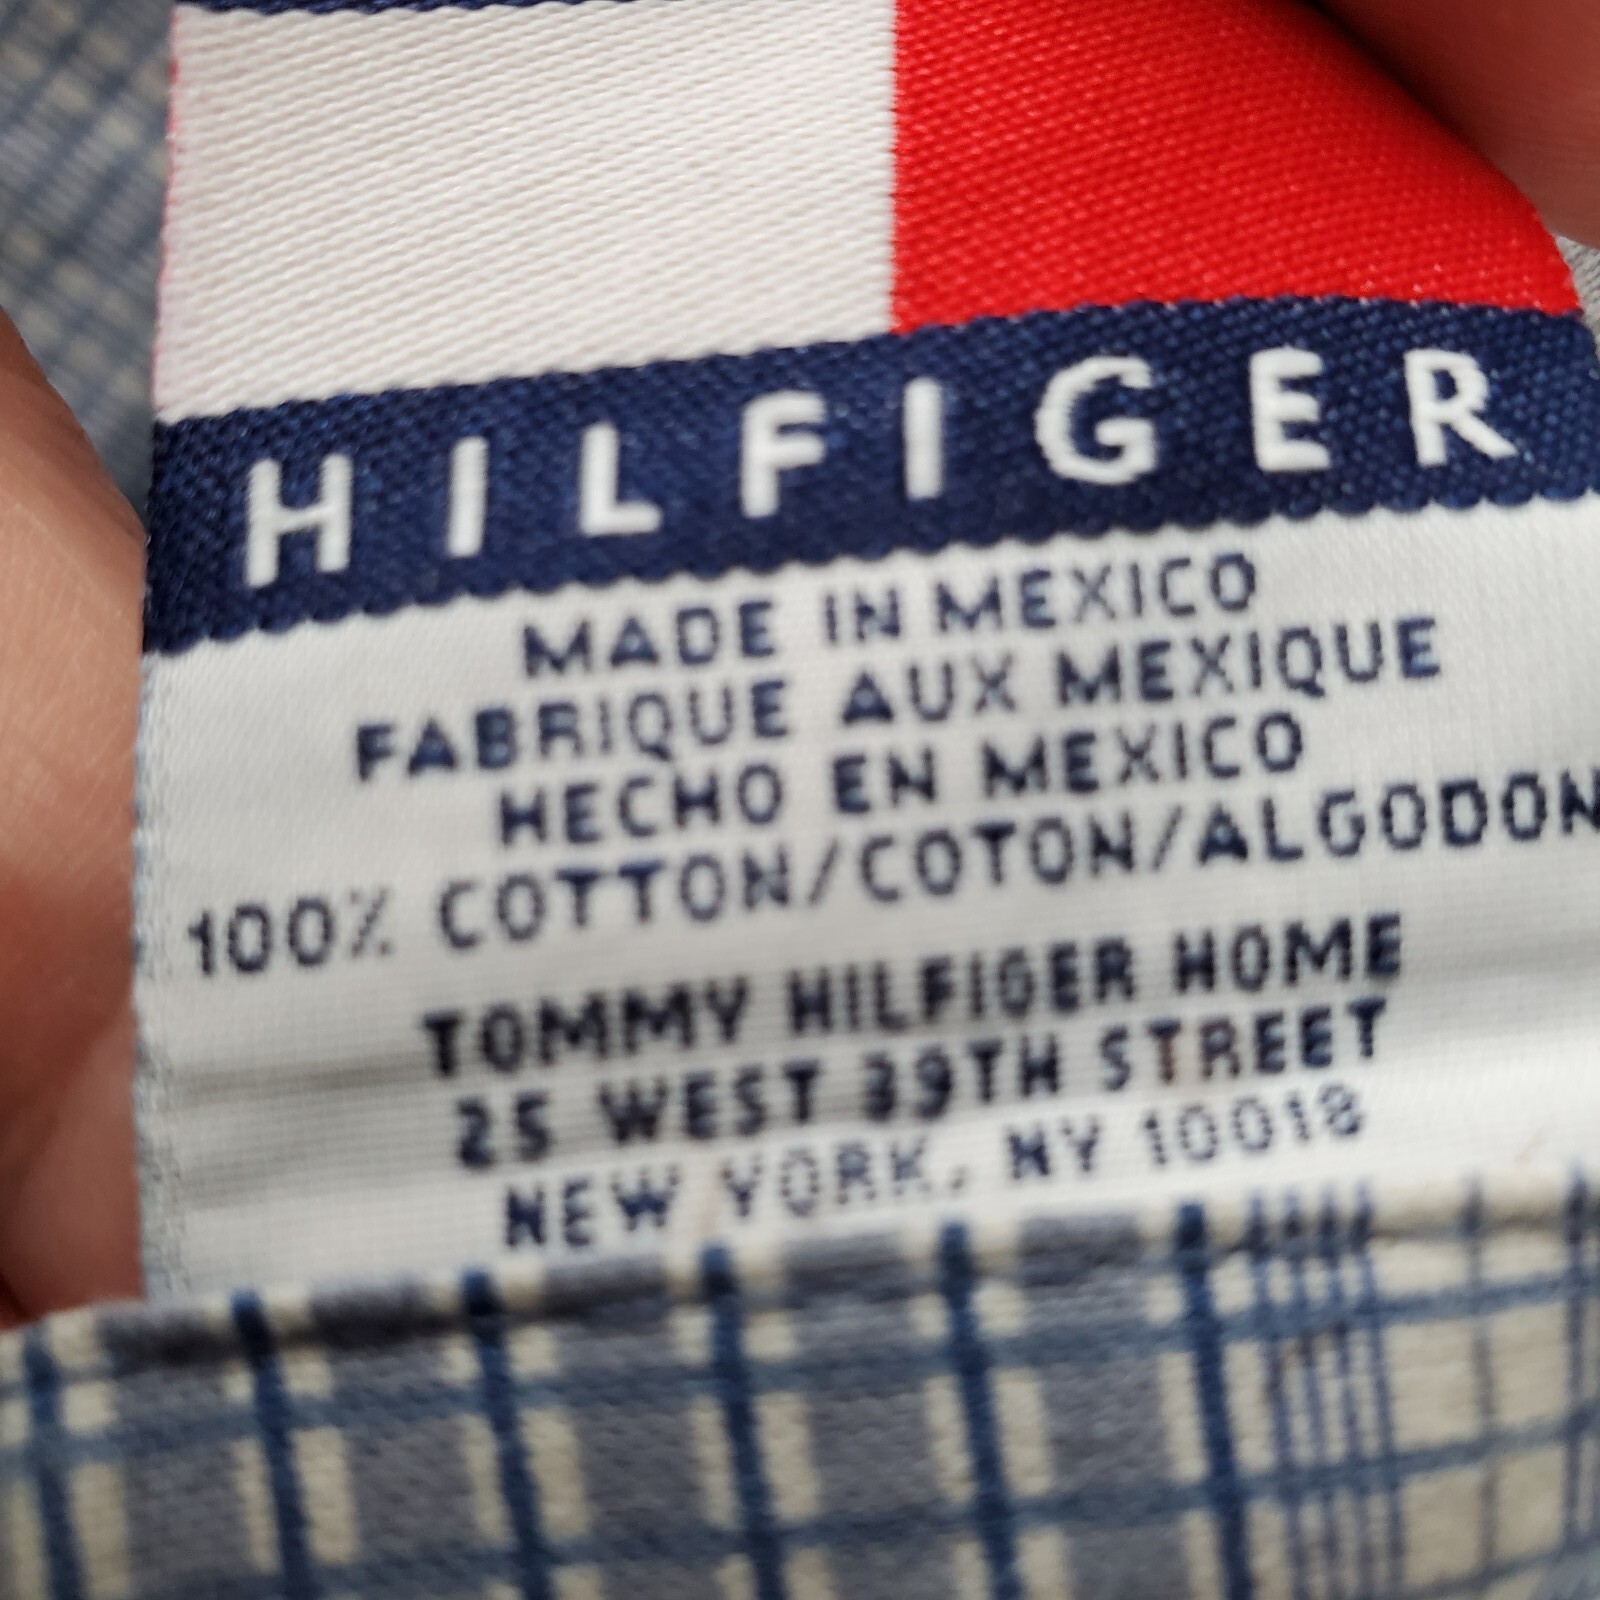 HILFIGER
MADE IN MEXICO
FABRIQUE AUX MEXIQUE
HECHO EN MEXICO
100% COTTON/COTON/ALGODON
TOMMY HILFIGER HOME
25 WEST 39TH STREET
NEW YORK, NY 10018